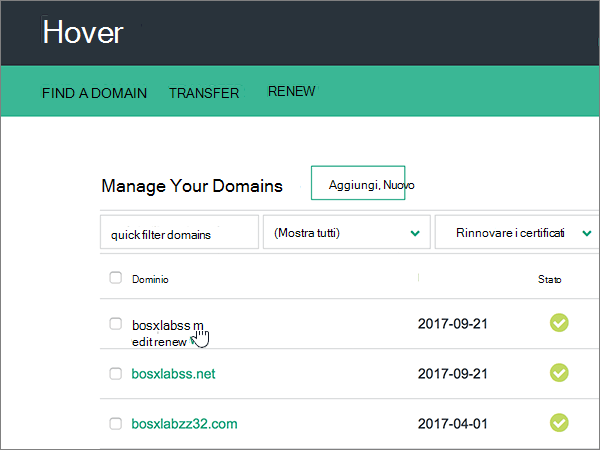 Hover
FIND A DOMAIN TRANSFER RENEW
Manage Your Domains Aggiungi, Nuovo
quick filter domains (Mostra tutti) Rinnovare i certificati
Dominio Stato
bosxlabss m 2017-09-21
edit renew
bosxlabss.net 2017-09-21
bosxlabzz32.com 2017-04-01